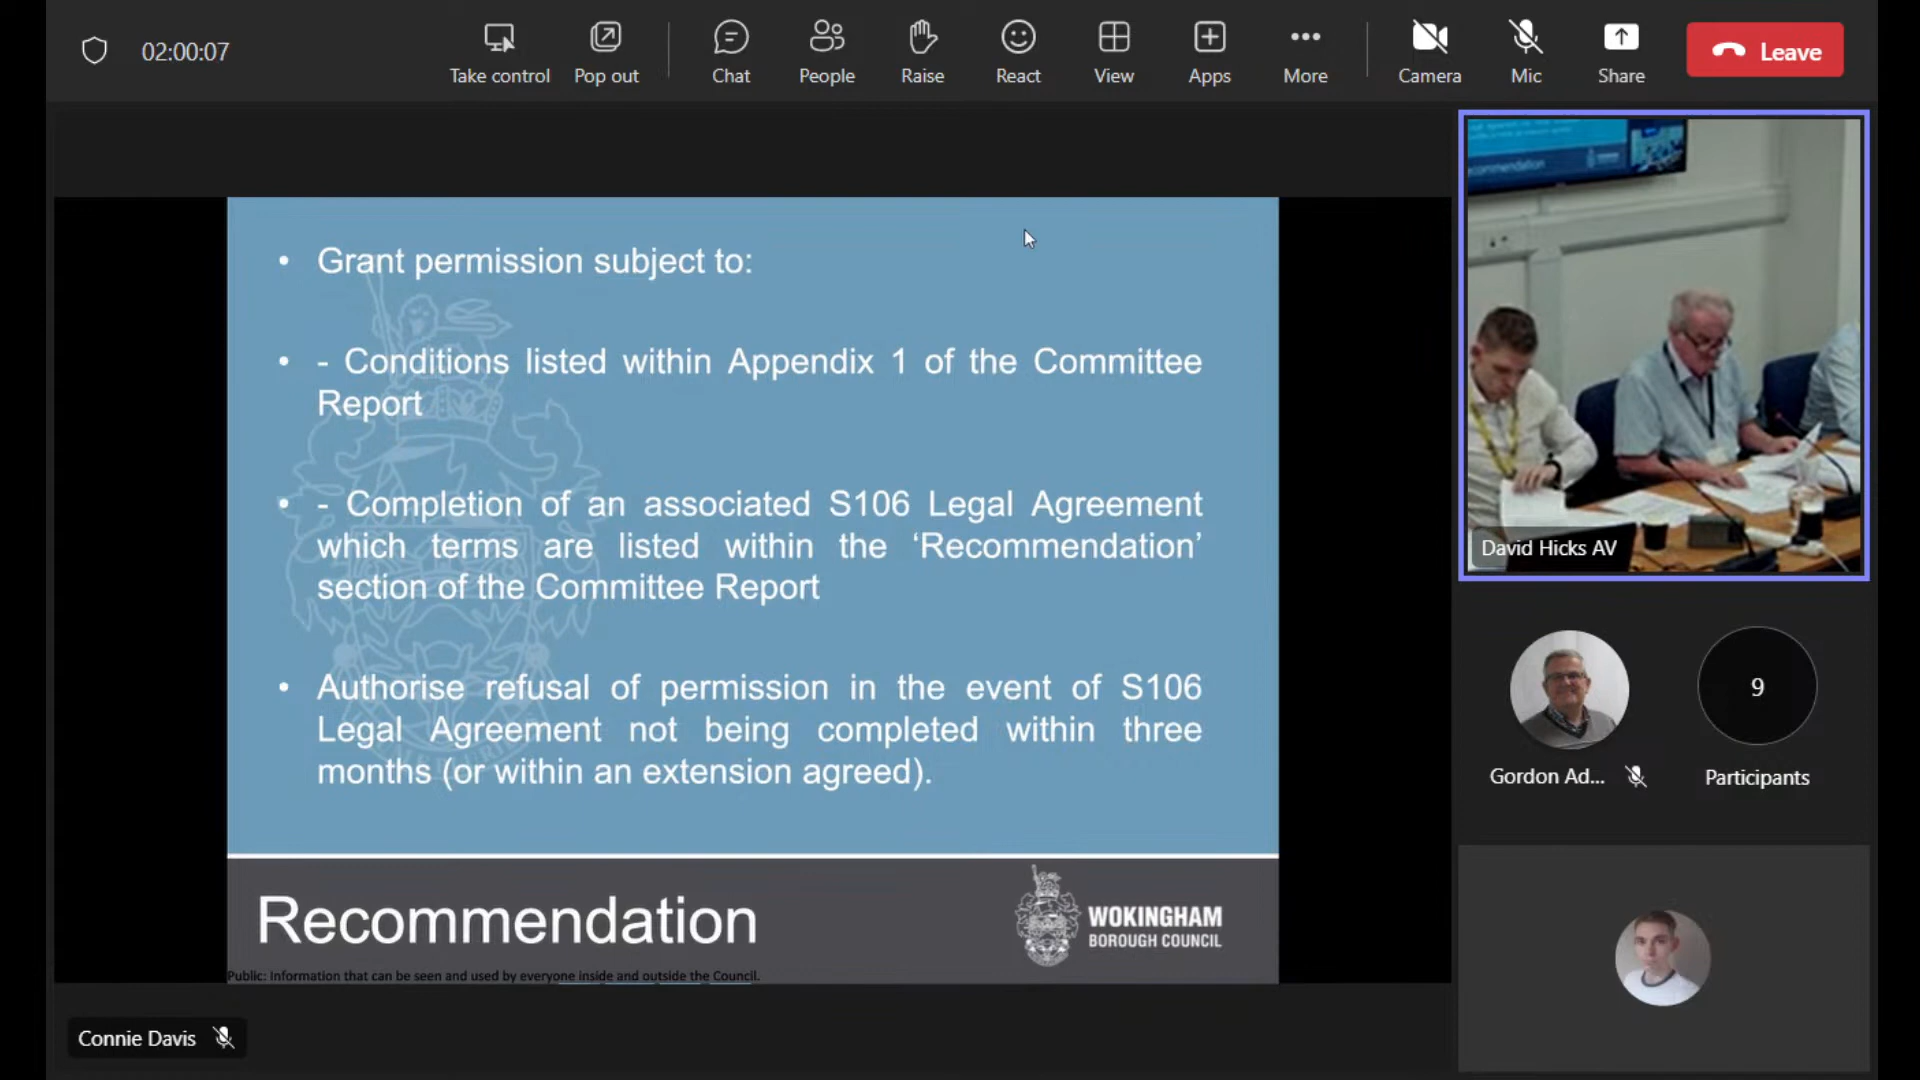 02:00:07
Take control
Pop out
Chat
People
Raise
React
View
Apps
More
Camera
Mic
Share
Leave
• Grant permission subject to:
• - Conditions listed within Appendix 1 of the Committee
Report
• - Completion of an associated S106 Legal Agreement
which terms are listed within the ‘Recommendation’
section of the Committee Report
• Authorise refusal of permission in the event of S106
Legal Agreement not being completed within three
months (or within an extension agreed).
Recommendation
WOKINGHAM
BOROUGH COUNCIL
Public: Information that can be seen and used by everyone inside and outside the Council.
David Hicks AV
Gordon Ad...
9
Participants
Connie Davis